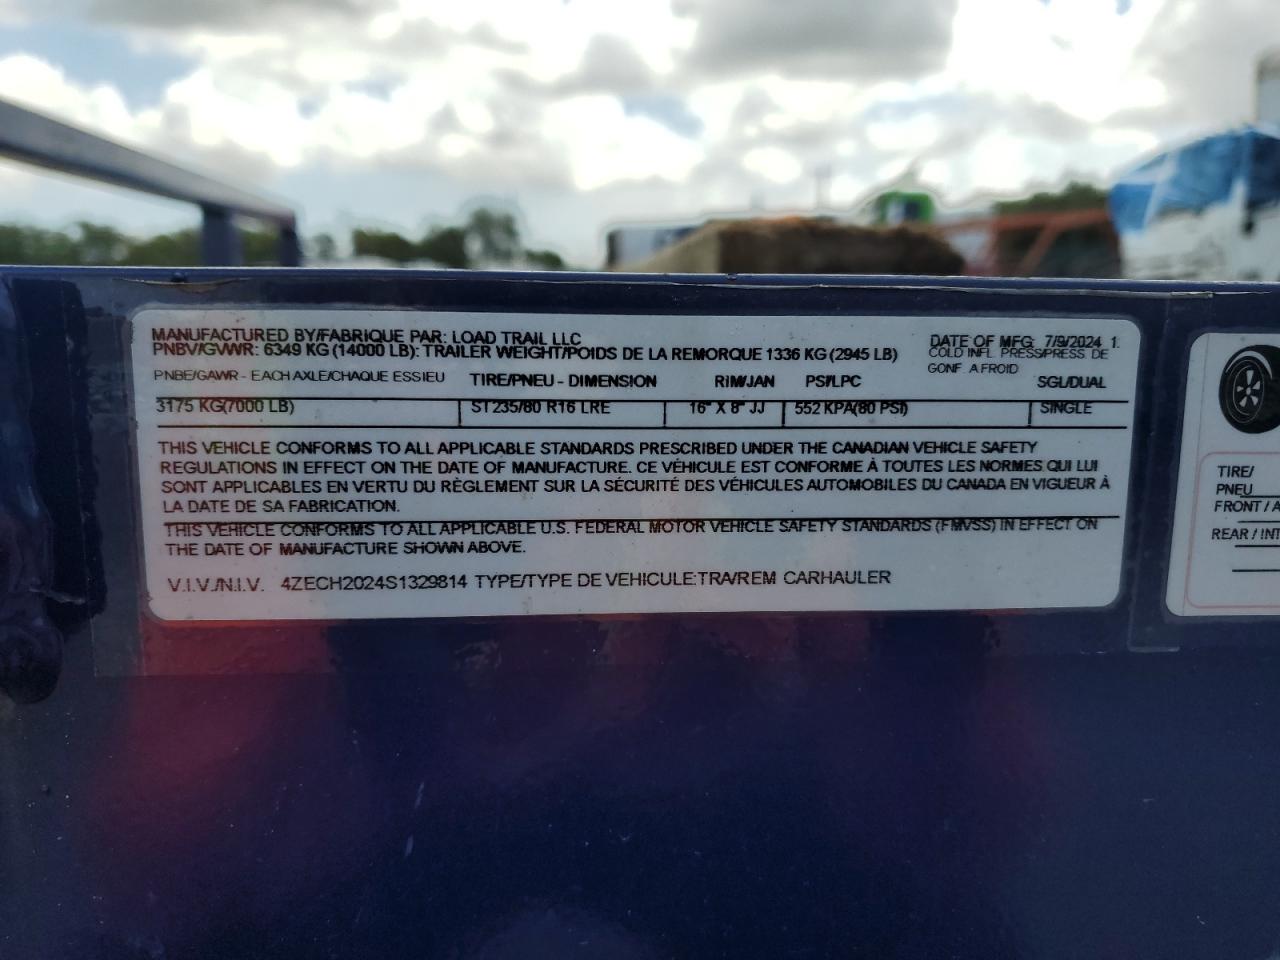 MANUFACTURED BY/FABRIQUE PAR: LOAD TRAIL LLC
DATE OF MFG: 7/9/2024 1.
PNBV/GVWR: 6349 KG (14000 LB): TRAILER WEIGHT/POIDS DE LA REMORQUE 1336 KG (2945 LB)
COLD INFL. PRESS/PRESS. DE
GONF. A FROID
PNBE/GAWR - EACH AXLE/CHAQUE ESSIEU TIRE/PNEU - DIMENSION RIM/JAN PSI/LPC SGL/DUAL
3175 KG(7000 LB) ST235/80 R16 LRE 16" X 8" JJ 552 KPA(80 PSI) SINGLE
THIS VEHICLE CONFORMS TO ALL APPLICABLE STANDARDS PRESCRIBED UNDER THE CANADIAN VEHICLE SAFETY
REGULATIONS IN EFFECT ON THE DATE OF MANUFACTURE. CE VÉHICULE EST CONFORME À TOUTES LES NORMES QUI LUI
SONT APPLICABLES EN VERTU DU RÈGLEMENT SUR LA SÉCURITÉ DES VÉHICULES AUTOMOBILES DU CANADA EN VIGUEUR À
LA DATE DE SA FABRICATION.
THIS VEHICLE CONFORMS TO ALL APPLICABLE U.S. FEDERAL MOTOR VEHICLE SAFETY STANDARDS (FMVSS) IN EFFECT ON
THE DATE OF MANUFACTURE SHOWN ABOVE.
V.I.V./N.I.V. 4ZECH2024S1329814 TYPE/TYPE DE VEHICULE:TRA/REM CARHAULER
TIRE/
PNEU
FRONT / A
REAR / INT